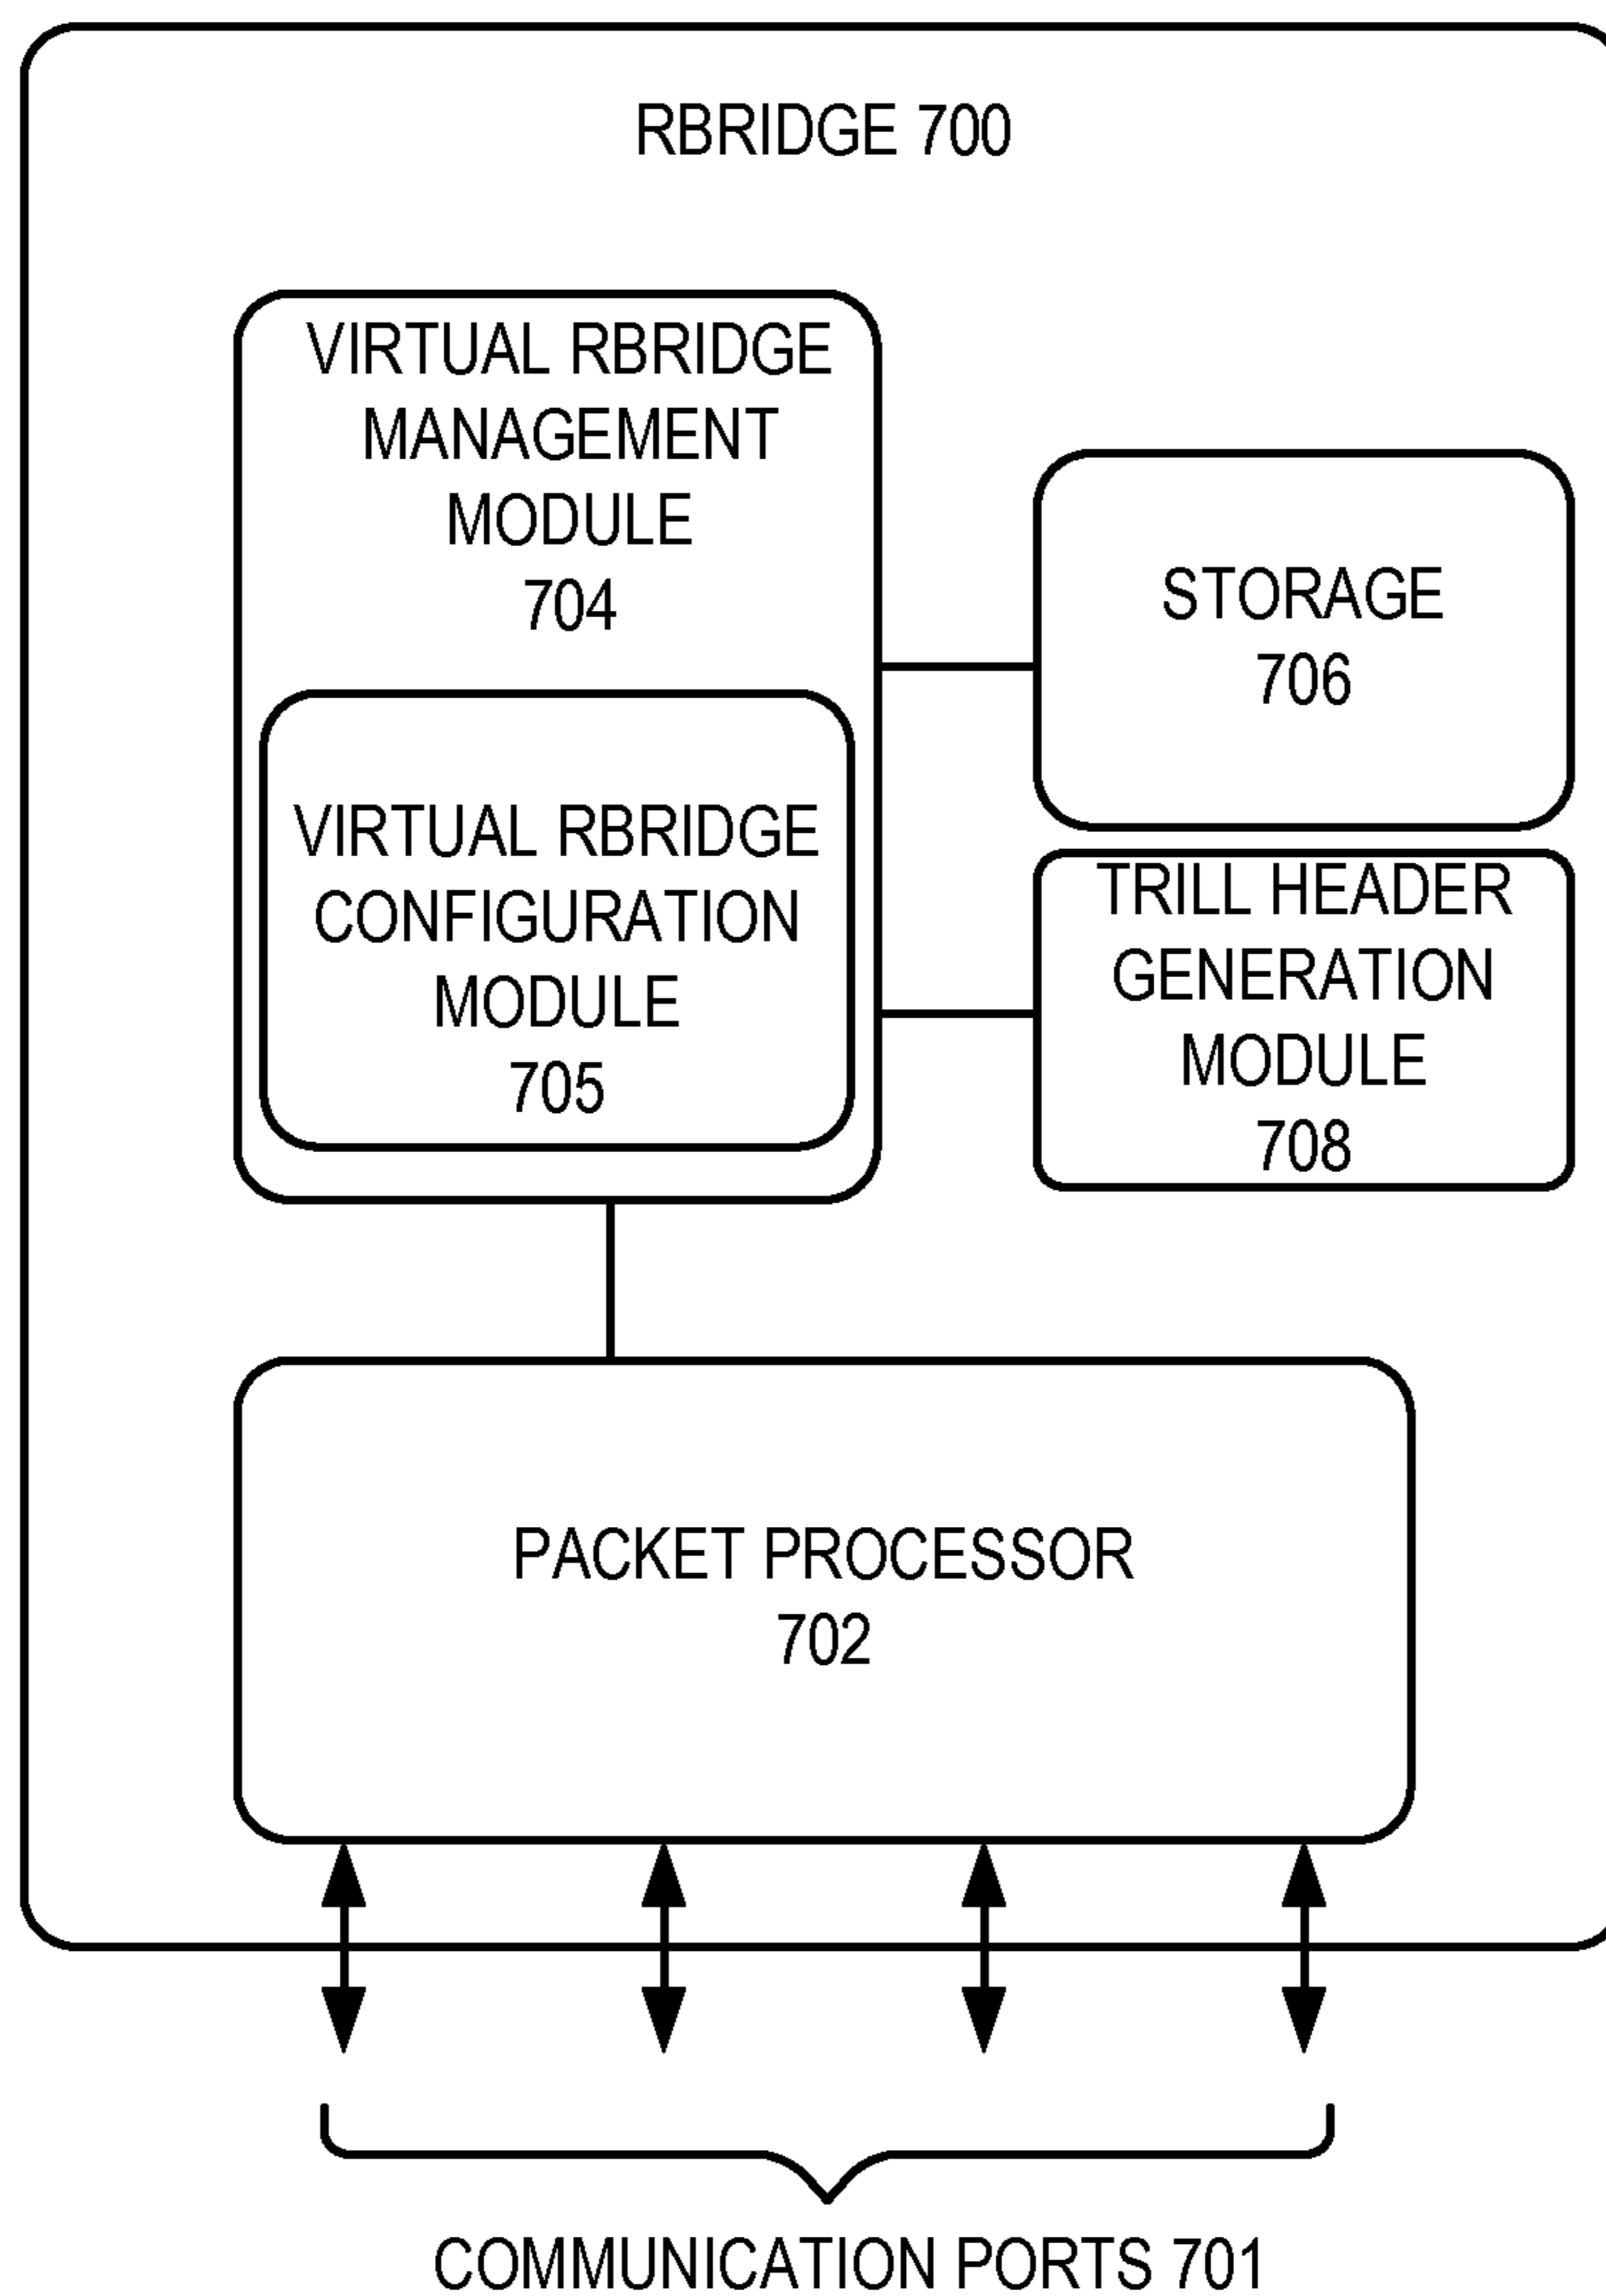 RBRIDGE 700
VIRTUAL RBRIDGE
MANAGEMENT
MODULE
704
STORAGE
706
VIRTUAL RBRIDGE
CONFIGURATION
MODULE
705
TRILL HEADER
GENERATION
MODULE
708
PACKET PROCESSOR
702
COMMUNICATION PORTS 701